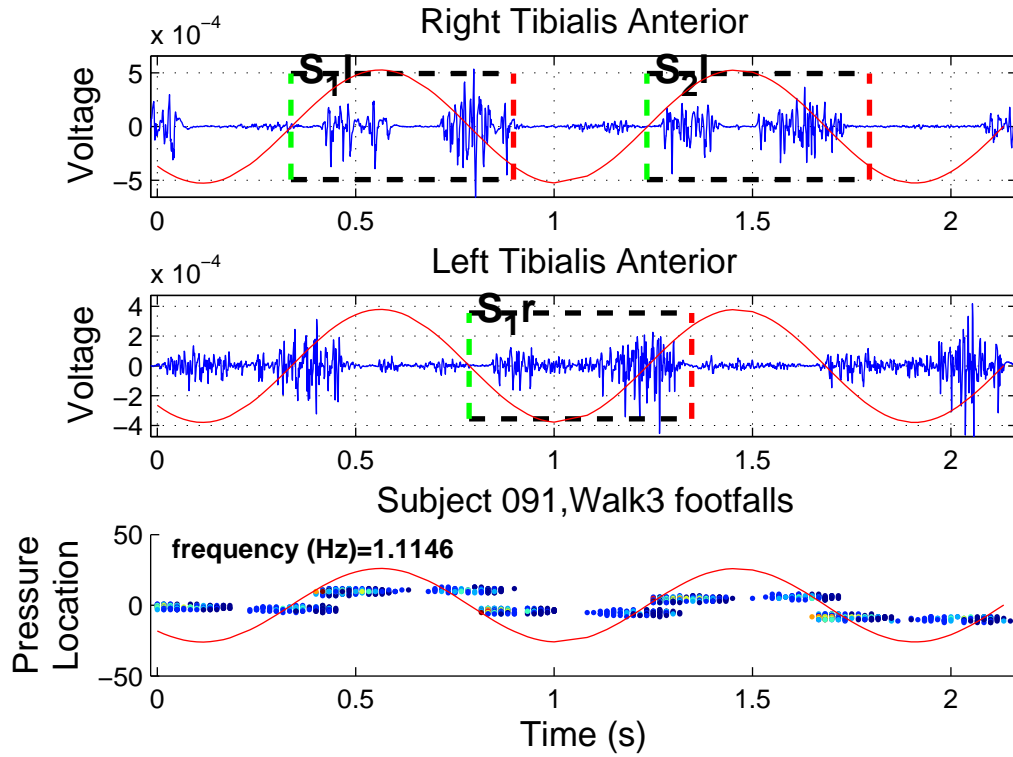 Right Tibialis Anterior
x 10⁻⁴
S₁l
S₂l
5
0
−5
Voltage
0 0.5 1 1.5 2
Left Tibialis Anterior
x 10⁻⁴
S₁r
4
2
0
−2
−4
Voltage
0 0.5 1 1.5 2
Subject 091,Walk3 footfalls
50
frequency (Hz)=1.1146
0
−50
Pressure
Location
0 0.5 1 1.5 2
Time (s)